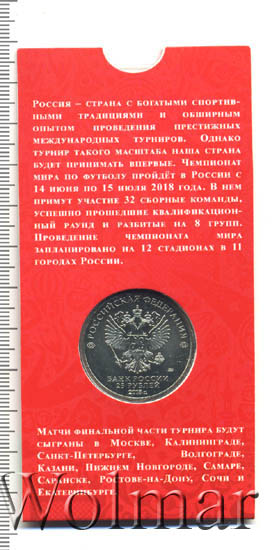 Россия – страна с богатыми спортив-
ными традициями и обширным
опытом проведения престижных
международных турниров. Однако
турнир такого масштаба наша страна
будет принимать впервые. Чемпионат
мира по футболу пройдёт в России с
14 июня по 15 июля 2018 года. В нем
примут участие 32 сборные команды,
успешно прошедшие квалификацион-
ный раунд и разбитые на 8 групп.
Проведение чемпионата мира
запланировано на 12 стадионах в 11
городах России.
РОССИЙСКАЯ ФЕДЕРАЦИЯ
БАНК РОССИИ
25 РУБЛЕЙ
2018 г.
Матчи финальной части турнира будут
сыграны в Москве, Калининграде,
Санкт-Петербурге, Волгограде,
Казани, Нижнем Новгороде, Самаре,
Саранске, Ростове-на-Дону, Сочи и
Екатеринбурге.
Wolmar